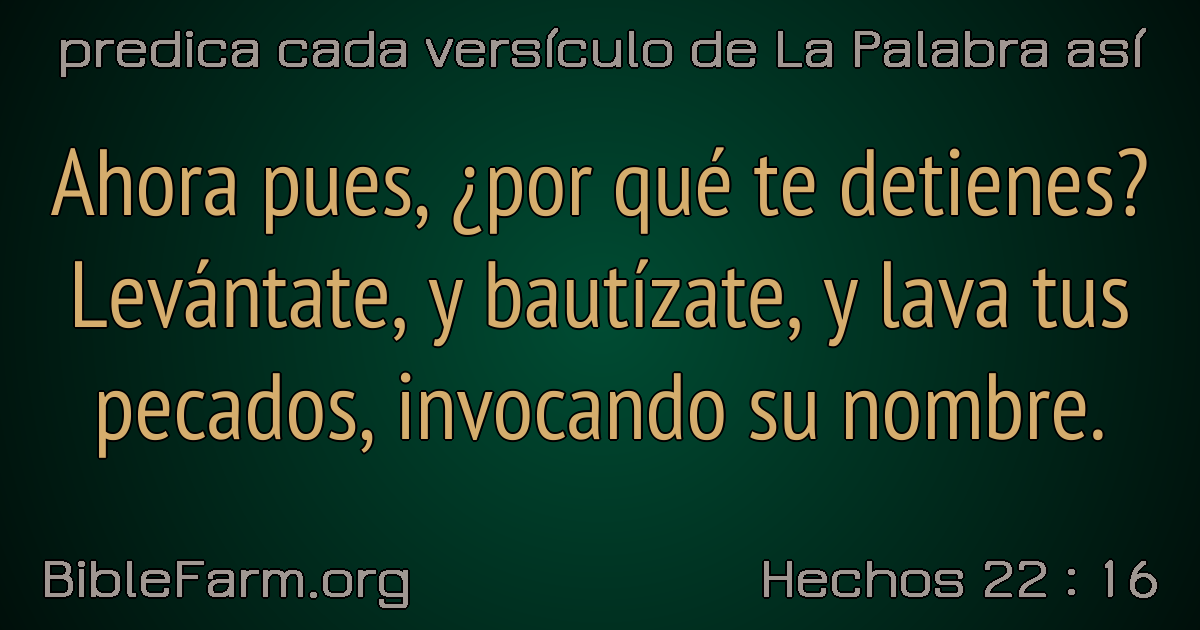 predica cada versículo de La Palabra así
Ahora pues, ¿por qué te detienes?
Levántate, y bautízate, y lava tus
pecados, invocando su nombre.
BibleFarm.org
Hechos 22 : 16